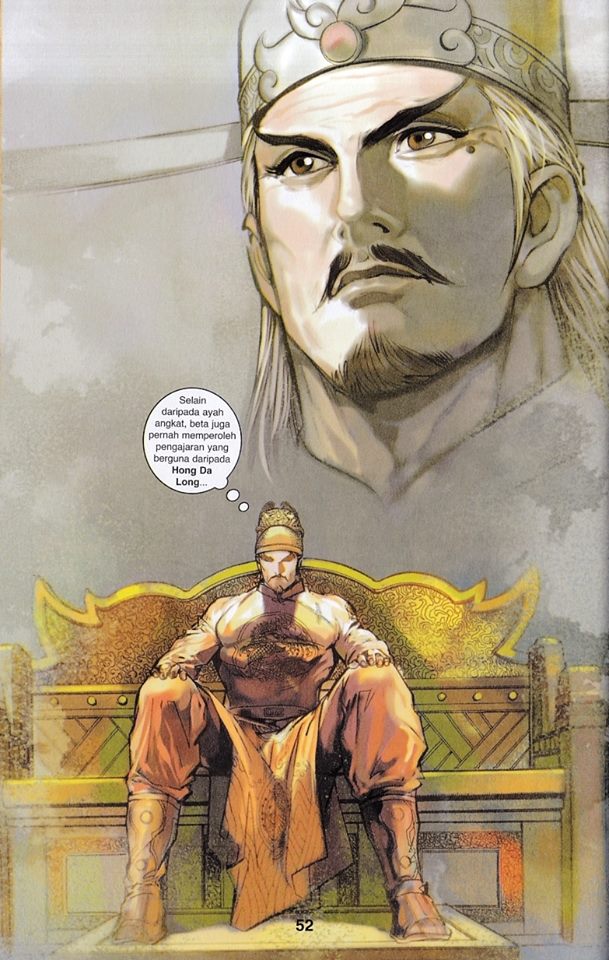 Selain
daripada ayah
angkat, beta juga
pernah memperoleh
pengajaran yang
berguna daripada
Hong Da
Long...
52